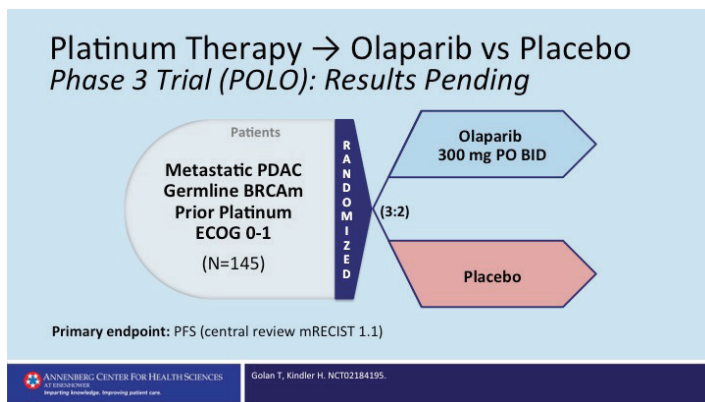 Platinum Therapy → Olaparib vs Placebo
Phase 3 Trial (POLO): Results Pending
Patients
Metastatic PDAC
Germline BRCAm
Prior Platinum
ECOG 0-1
(N=145)
RANDOMIZED
(3:2)
Olaparib
300 mg PO BID
Placebo
Primary endpoint: PFS (central review mRECIST 1.1)
ANNENBERG CENTER FOR HEALTH SCIENCES
AT EISENHOWER
Imparting knowledge. Improving patient care.
Golan T, Kindler H. NCT02184195.